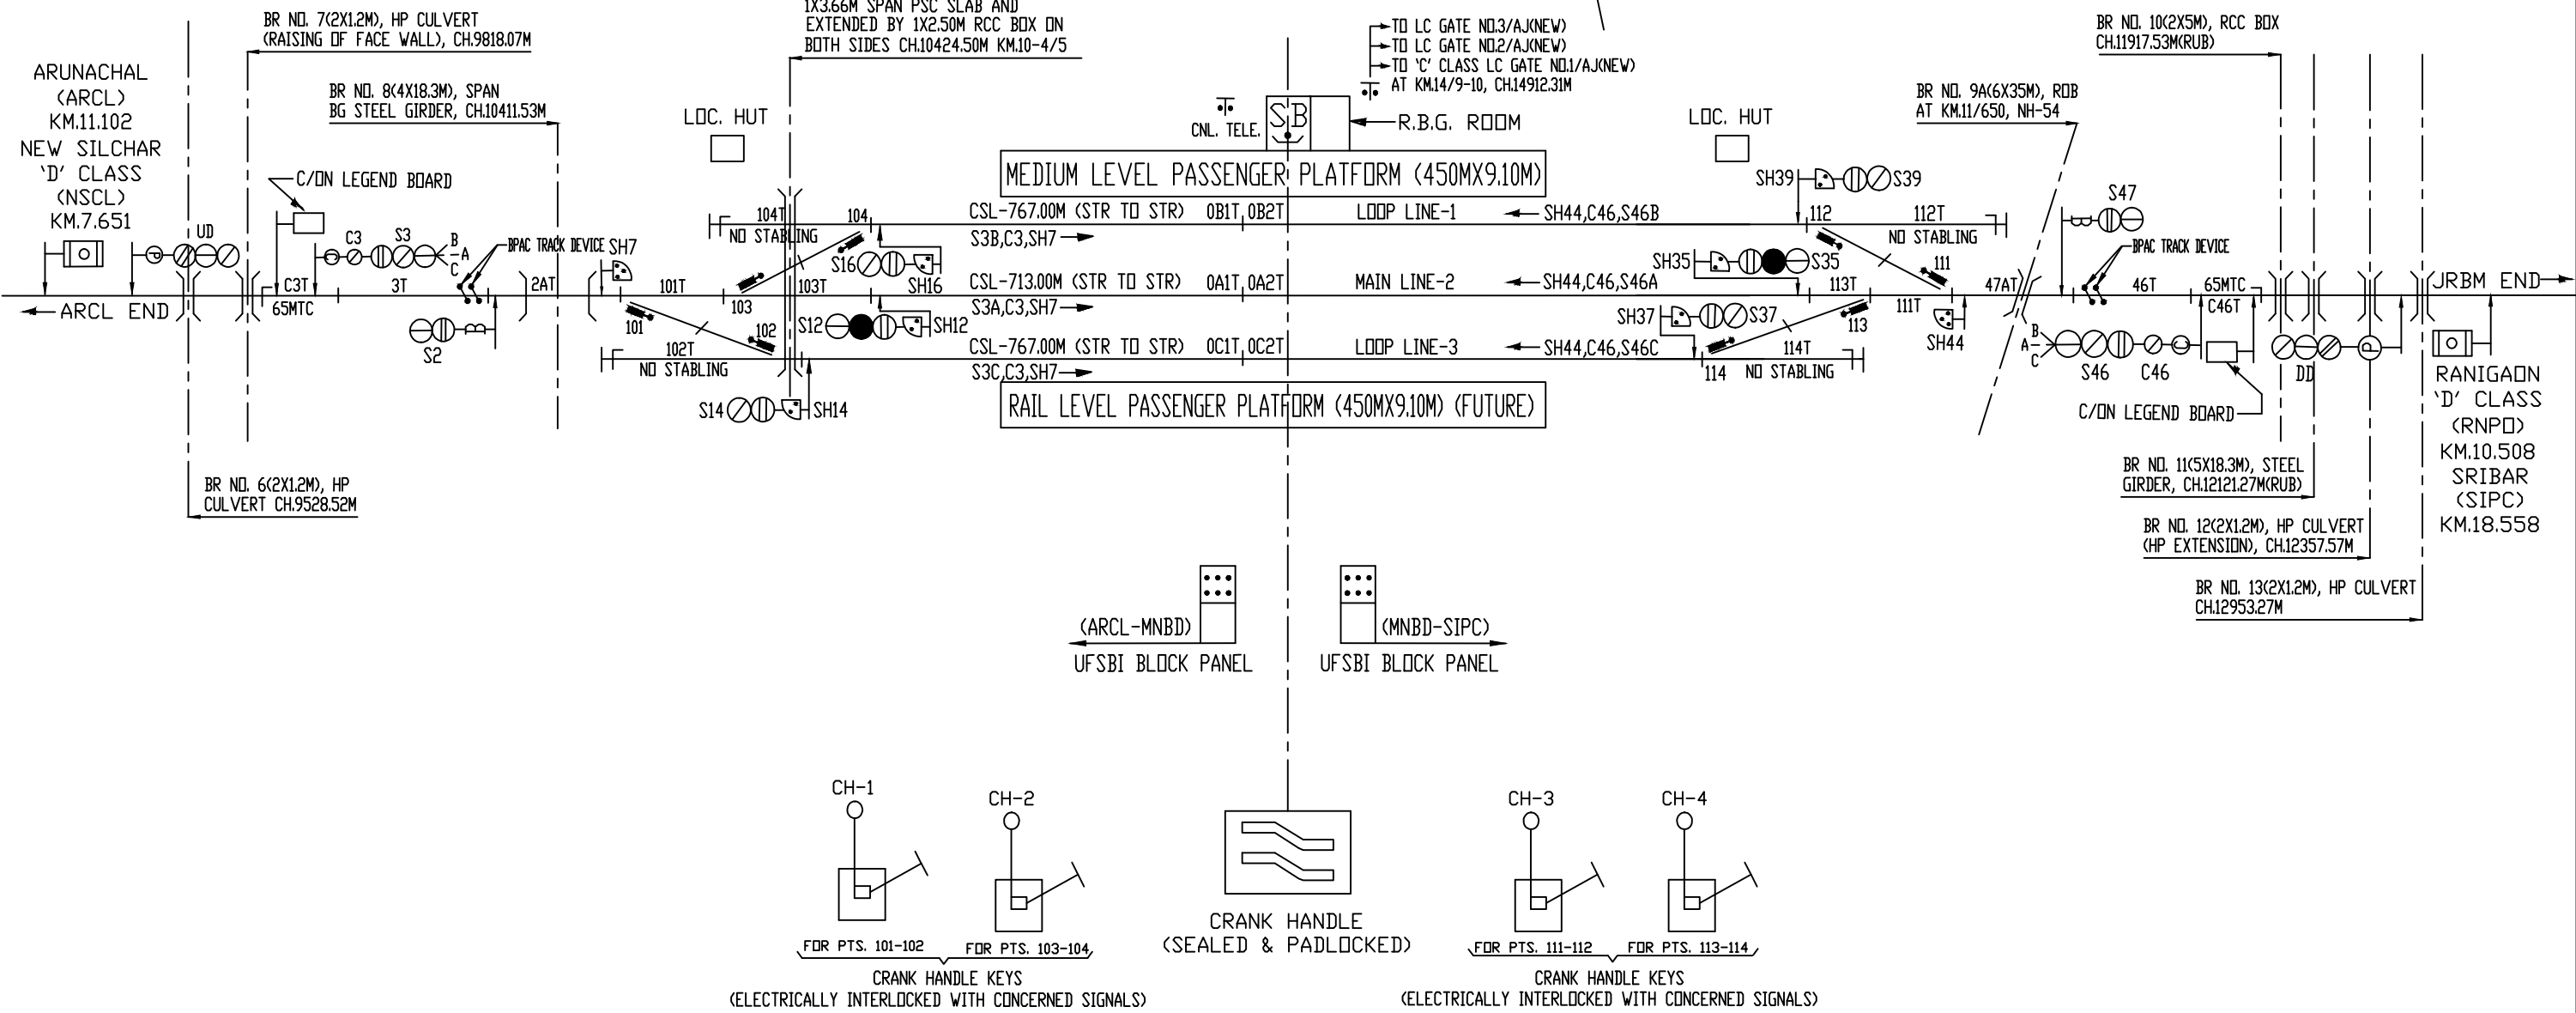 1X3.66M SPAN PSC SLAB AND
EXTENDED BY 1X2.50M RCC BOX ON
BOTH SIDES CH.10424.50M KM.10-4/5
BR NO. 7(2X1.2M), HP CULVERT
(RAISING OF FACE WALL), CH.9818.07M
TO LC GATE NO.3/AJ(NEW)
TO LC GATE NO.2/AJ(NEW)
TO 'C' CLASS LC GATE NO.1/AJ(NEW)
AT KM.14/9-10, CH.14912.31M
BR NO. 10(2X5M), RCC BOX
CH.11917.53M(RUB)
ARUNACHAL
(ARCL)
KM.11.102
NEW SILCHAR
'D' CLASS
(NSCL)
KM.7.651
BR NO. 8(4X18.3M), SPAN
BG STEEL GIRDER, CH.10411.53M
BR NO. 9A(6X35M), ROB
AT KM.11/650, NH-54
LOC. HUT
CNL. TELE.
SB
R.B.G. ROOM
LOC. HUT
C/ON LEGEND BOARD
MEDIUM LEVEL PASSENGER PLATFORM (450MX9.10M)
SH39
S39
S47
UD
P
C3
C
S3
B
A
C
BPAC TRACK DEVICE
SH7
B
BPAC TRACK DEVICE
104T
104
NO STABLING
CSL-767.00M (STR TO STR)
0B1T
0B2T
LOOP LINE-1
SH44,C46,S46B
112
112T
NO STABLING
S3B,C3,SH7
S16
SH16
SH35
S35
111
ARCL END
C3T
65MTC
3T
2AT
101T
103
103T
CSL-713.00M (STR TO STR)
0A1T
0A2T
MAIN LINE-2
SH44,C46,S46A
113T
111T
47AT
46T
65MTC
C46T
JRBM END
S3A,C3,SH7
S2
B
101
102
S12
SH12
SH37
S37
113
SH44
102T
NO STABLING
CSL-767.00M (STR TO STR)
0C1T
0C2T
LOOP LINE-3
SH44,C46,S46C
114
114T
NO STABLING
S3C,C3,SH7
B
A
C
S46
C46
C
DD
P
S14
SH14
RAIL LEVEL PASSENGER PLATFORM (450MX9.10M) (FUTURE)
C/ON LEGEND BOARD
RANIGAON
'D' CLASS
(RNPO)
KM.10.508
SRIBAR
(SIPC)
KM.18.558
BR NO. 6(2X1.2M), HP
CULVERT CH.9528.52M
BR NO. 11(5X18.3M), STEEL
GIRDER, CH.12121.27M(RUB)
BR NO. 12(2X1.2M), HP CULVERT
(HP EXTENSION), CH.12357.57M
BR NO. 13(2X1.2M), HP CULVERT
CH.12953.27M
(ARCL-MNBD)
UFSBI BLOCK PANEL
(MNBD-SIPC)
UFSBI BLOCK PANEL
CH-1
CH-2
CH-3
CH-4
FOR PTS. 101-102
FOR PTS. 103-104
CRANK HANDLE KEYS
(ELECTRICALLY INTERLOCKED WITH CONCERNED SIGNALS)
CRANK HANDLE
(SEALED & PADLOCKED)
FOR PTS. 111-112
FOR PTS. 113-114
CRANK HANDLE KEYS
(ELECTRICALLY INTERLOCKED WITH CONCERNED SIGNALS)